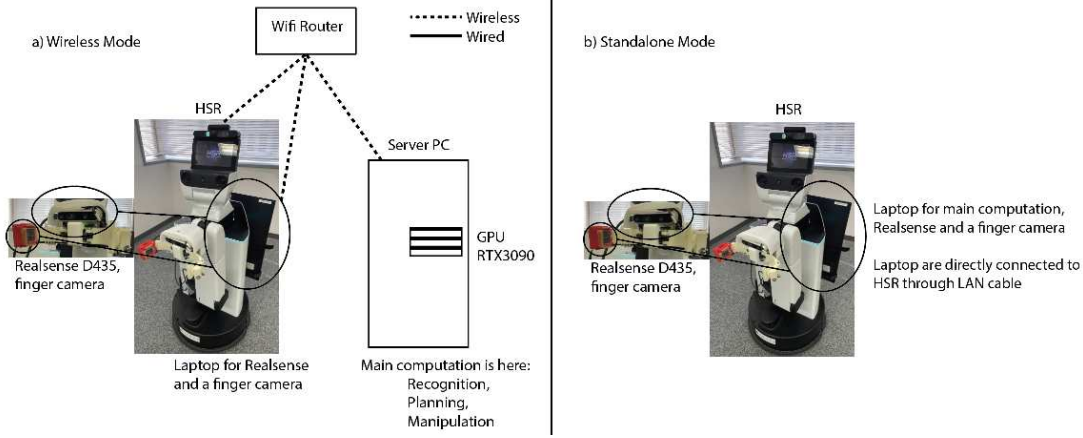 a) Wireless Mode
Wifi Router
Wireless
Wired
HSR
Server PC
GPU
RTX3090
Realsense D435,
finger camera
Laptop for Realsense
and a finger camera
Main computation is here:
Recognition,
Planning,
Manipulation
b) Standalone Mode
HSR
Realsense D435,
finger camera
Laptop for main computation,
Realsense and a finger camera
Laptop are directly connected to
HSR through LAN cable